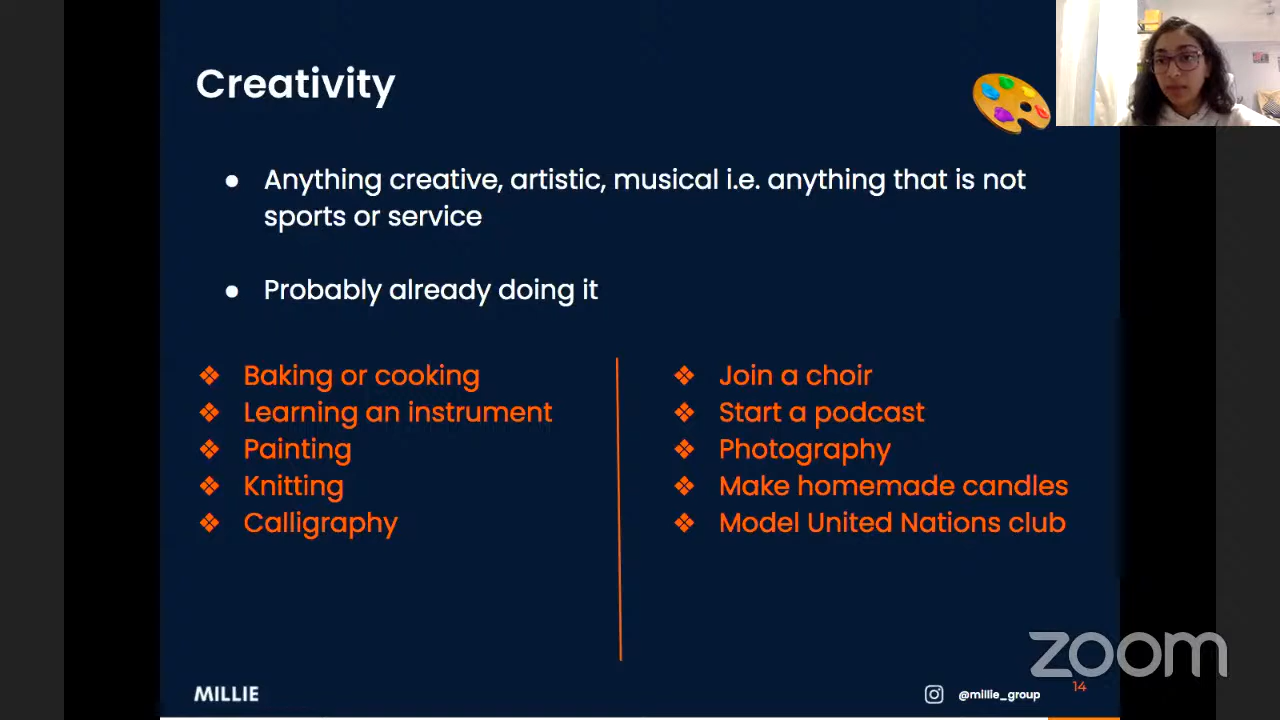 Creativity
● Anything creative, artistic, musical i.e. anything that is not
sports or service
● Probably already doing it
❖ Baking or cooking
❖ Learning an instrument
❖ Painting
❖ Knitting
❖ Calligraphy
❖ Join a choir
❖ Start a podcast
❖ Photography
❖ Make homemade candles
❖ Model United Nations club
zoom
MILLIE
@millie_group
14